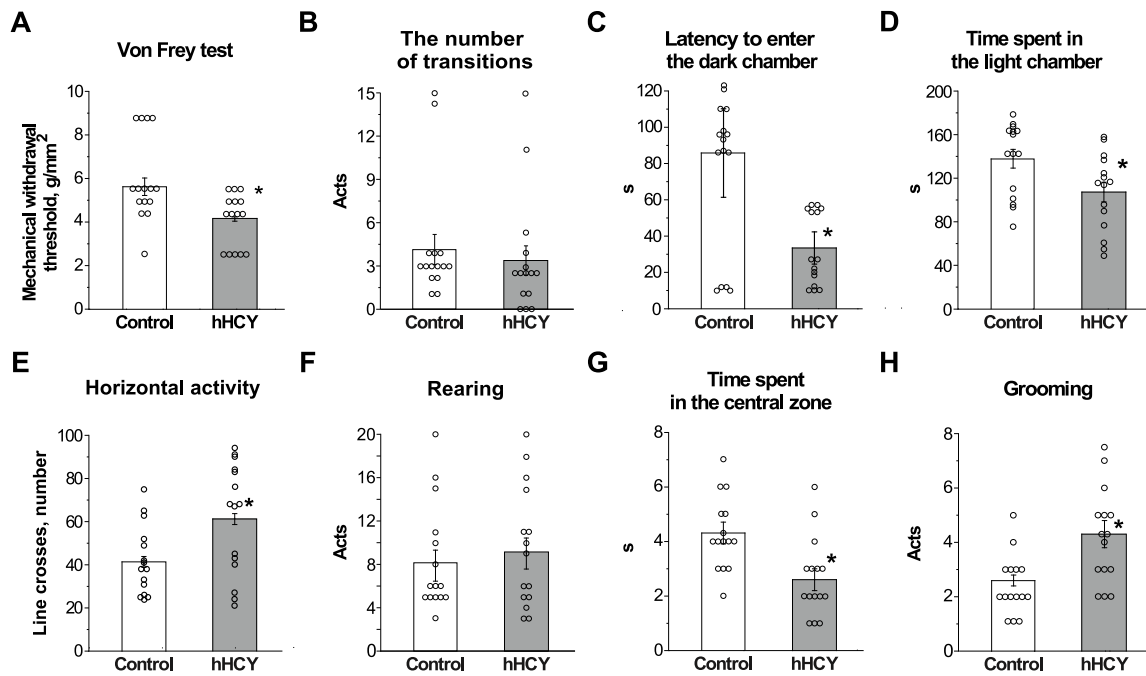 A
Von Frey test
Mechanical withdrawal
threshold, g/mm2
10
8
6
4
2
0
Control
hHCY
*
B
The number
of transitions
Acts
15
12
9
6
3
0
Control
hHCY
C
Latency to enter
the dark chamber
s
120
100
80
60
40
20
0
Control
hHCY
*
D
Time spent in
the light chamber
s
200
160
120
80
40
0
Control
hHCY
*
E
Horizontal activity
Line crosses, number
100
80
60
40
20
0
Control
hHCY
*
F
Rearing
Acts
20
16
12
8
4
0
Control
hHCY
G
Time spent
in the central zone
s
8
6
4
2
0
Control
hHCY
*
H
Grooming
Acts
8
6
4
2
0
Control
hHCY
*